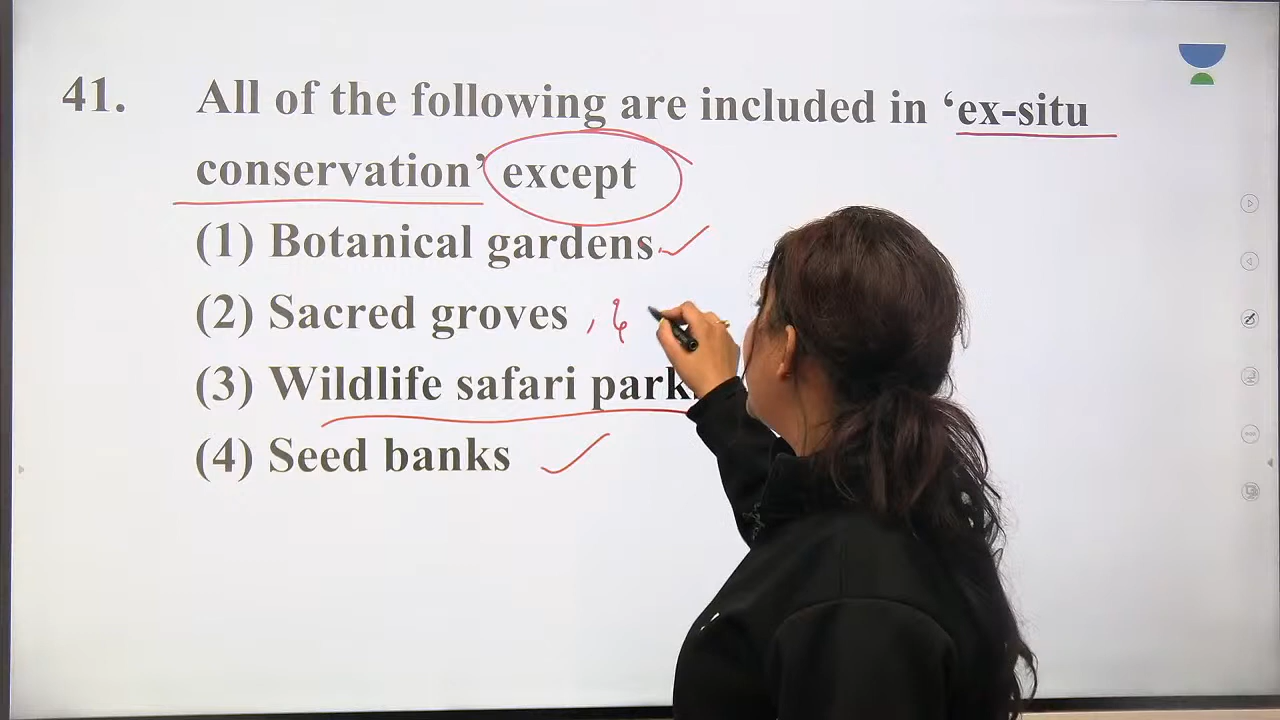 41. All of the following are included in ‘ex-situ
conservation’ except
(1) Botanical gardens
(2) Sacred groves
(3) Wildlife safari park
(4) Seed banks